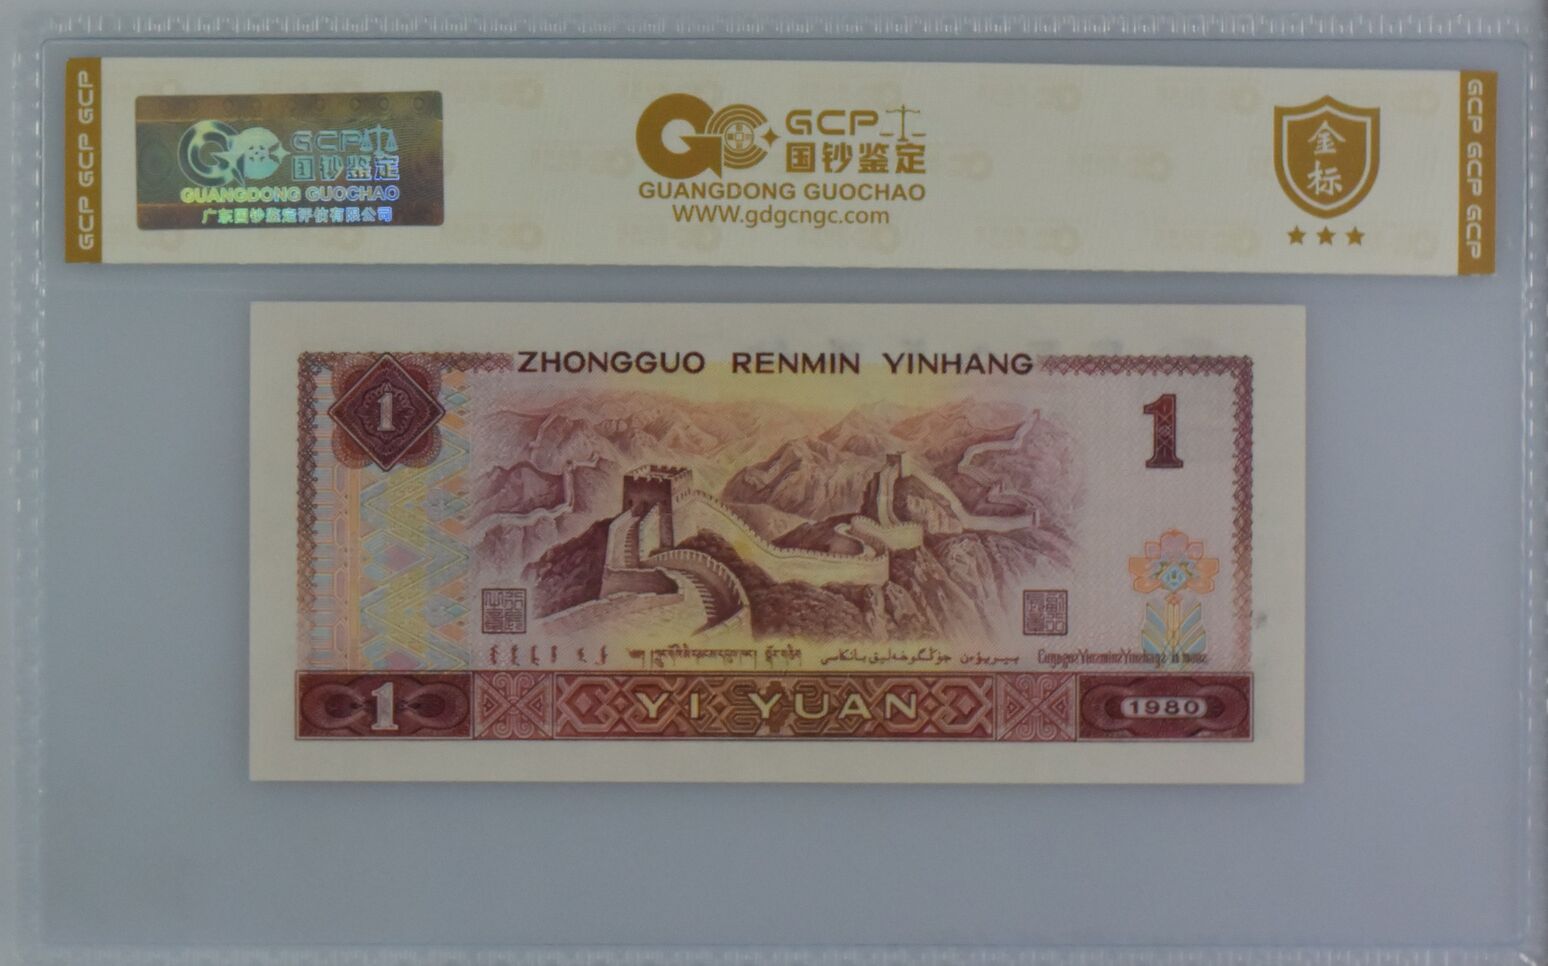 GCP GCP GCP
GCP
国钞鉴定
GUANGDONG GUOCHAO
广东国钞鉴定评估有限公司
GCP
国钞鉴定
GUANGDONG GUOCHAO
WWW.gdgcngc.com
金标
GCP GCP GCP
ZHONGGUO RENMIN YINHANG
1
1
1
YI YUAN
1980